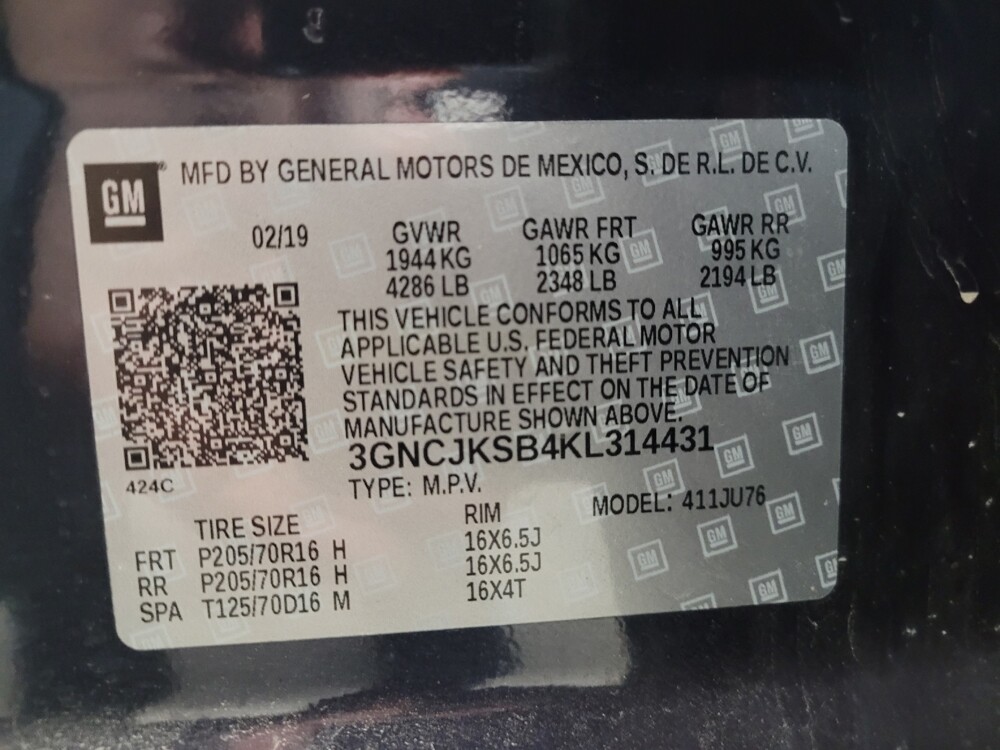 GM® MFD BY GENERAL MOTORS DE MEXICO, S. DE R.L. DE C.V.
02/19 GVWR GAWR FRT GAWR RR
1944 KG 1065 KG 995 KG
4286 LB 2348 LB 2194 LB
THIS VEHICLE CONFORMS TO ALL
APPLICABLE U.S. FEDERAL MOTOR
VEHICLE SAFETY AND THEFT PREVENTION
STANDARDS IN EFFECT ON THE DATE OF
MANUFACTURE SHOWN ABOVE.
3GNCJKSB4KL314431
424C
TYPE: M.P.V. MODEL: 411JU76
TIRE SIZE RIM
FRT P205/70R16 H 16X6.5J
RR P205/70R16 H 16X6.5J
SPA T125/70D16 M 16X4T